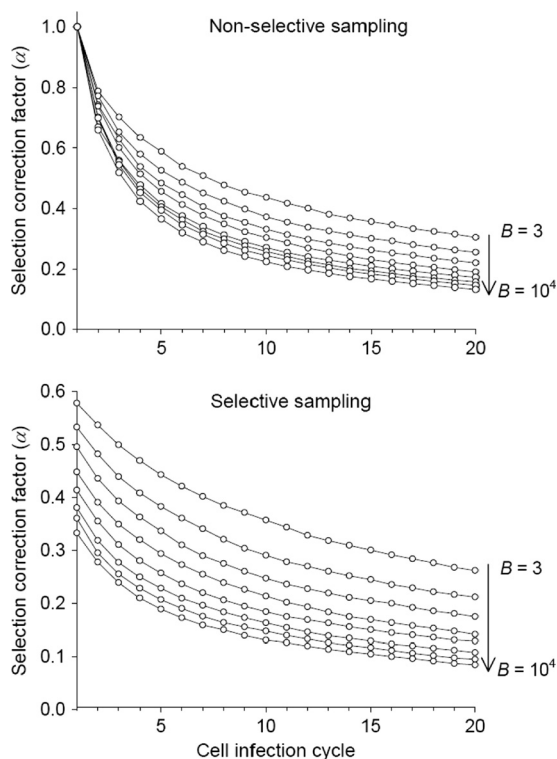 Non-selective sampling
Selection correction factor (α)
1.0
0.8
0.6
0.4
0.2
0.0
B = 3
B = 10⁴
5
10
15
20
Selective sampling
Selection correction factor (α)
0.6
0.5
0.4
0.3
0.2
0.1
0.0
B = 3
B = 10⁴
5
10
15
20
Cell infection cycle